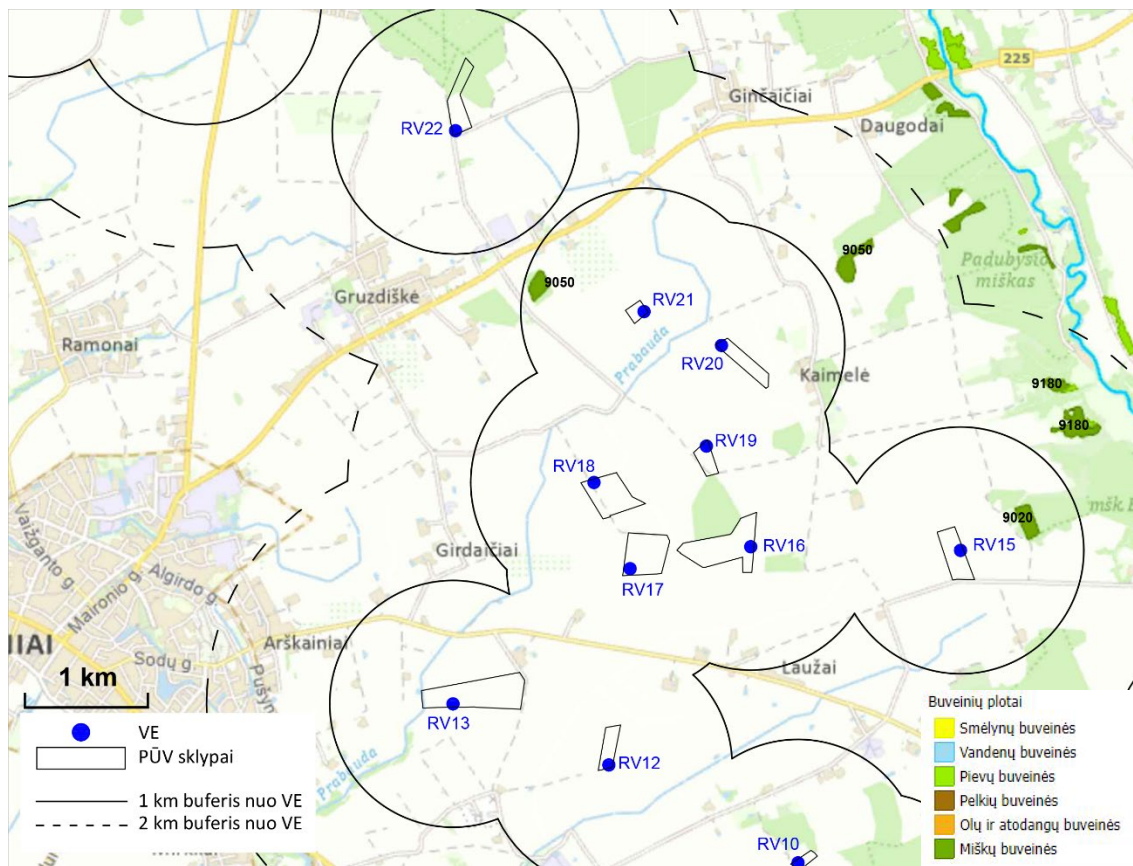 225
Ginčaičiai
RV22
Daugodai
9050
Padubysio
miškas
9050
Gruzdiškė
RV21
Ramonai
Prabauda
RV20
Kaimelė
9180
9180
RV19
RV18
Vaižganto g.
mšk.
9020
Girdaičiai
RV16
RV15
Algirdo g.
RV17
Maironio g.
NIAI
Arškainiai
Sodų g.
Laužai
1 km
RV13
Buveinių plotai
VE
Smėlynų buveinės
PŪV sklypai
RV12
Vandenų buveinės
Prabauda
Pievų buveinės
1 km buferis nuo VE
Pelkių buveinės
2 km buferis nuo VE
Olų ir atodangų buveinės
Miškų buveinės
RV10